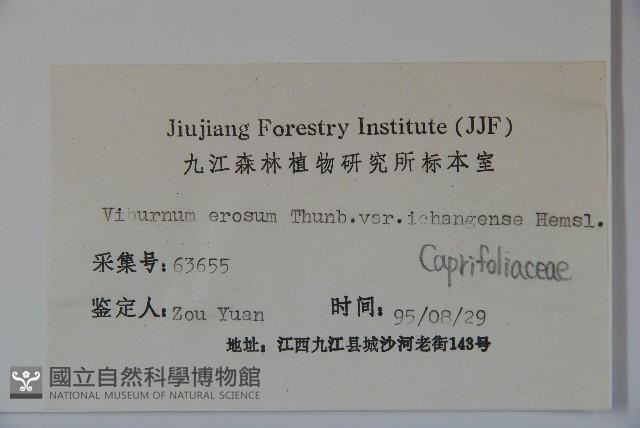 Jiujiang Forestry Institute (JJF)
九江森林植物研究所标本室
Viburnum erosum Thunb.var.ichangense Hemsl.
采集号:63655
Caprifoliaceae
鉴定人:Zou Yuan 时间:95/08/29
地址:江西九江县城沙河老街143号
國立自然科學博物館
NATIONAL MUSEUM OF NATURAL SCIENCE